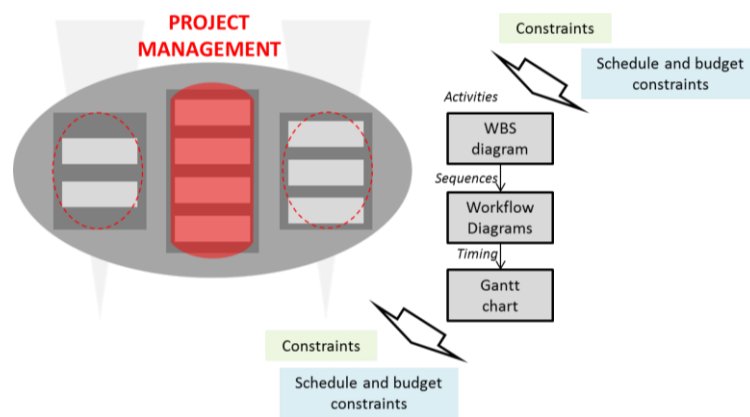 PROJECT
MANAGEMENT
Constraints
Schedule and budget
constraints
Activities
WBS
diagram
Sequences
Workflow
Diagrams
Timing
Gantt
chart
Constraints
Schedule and budget
constraints